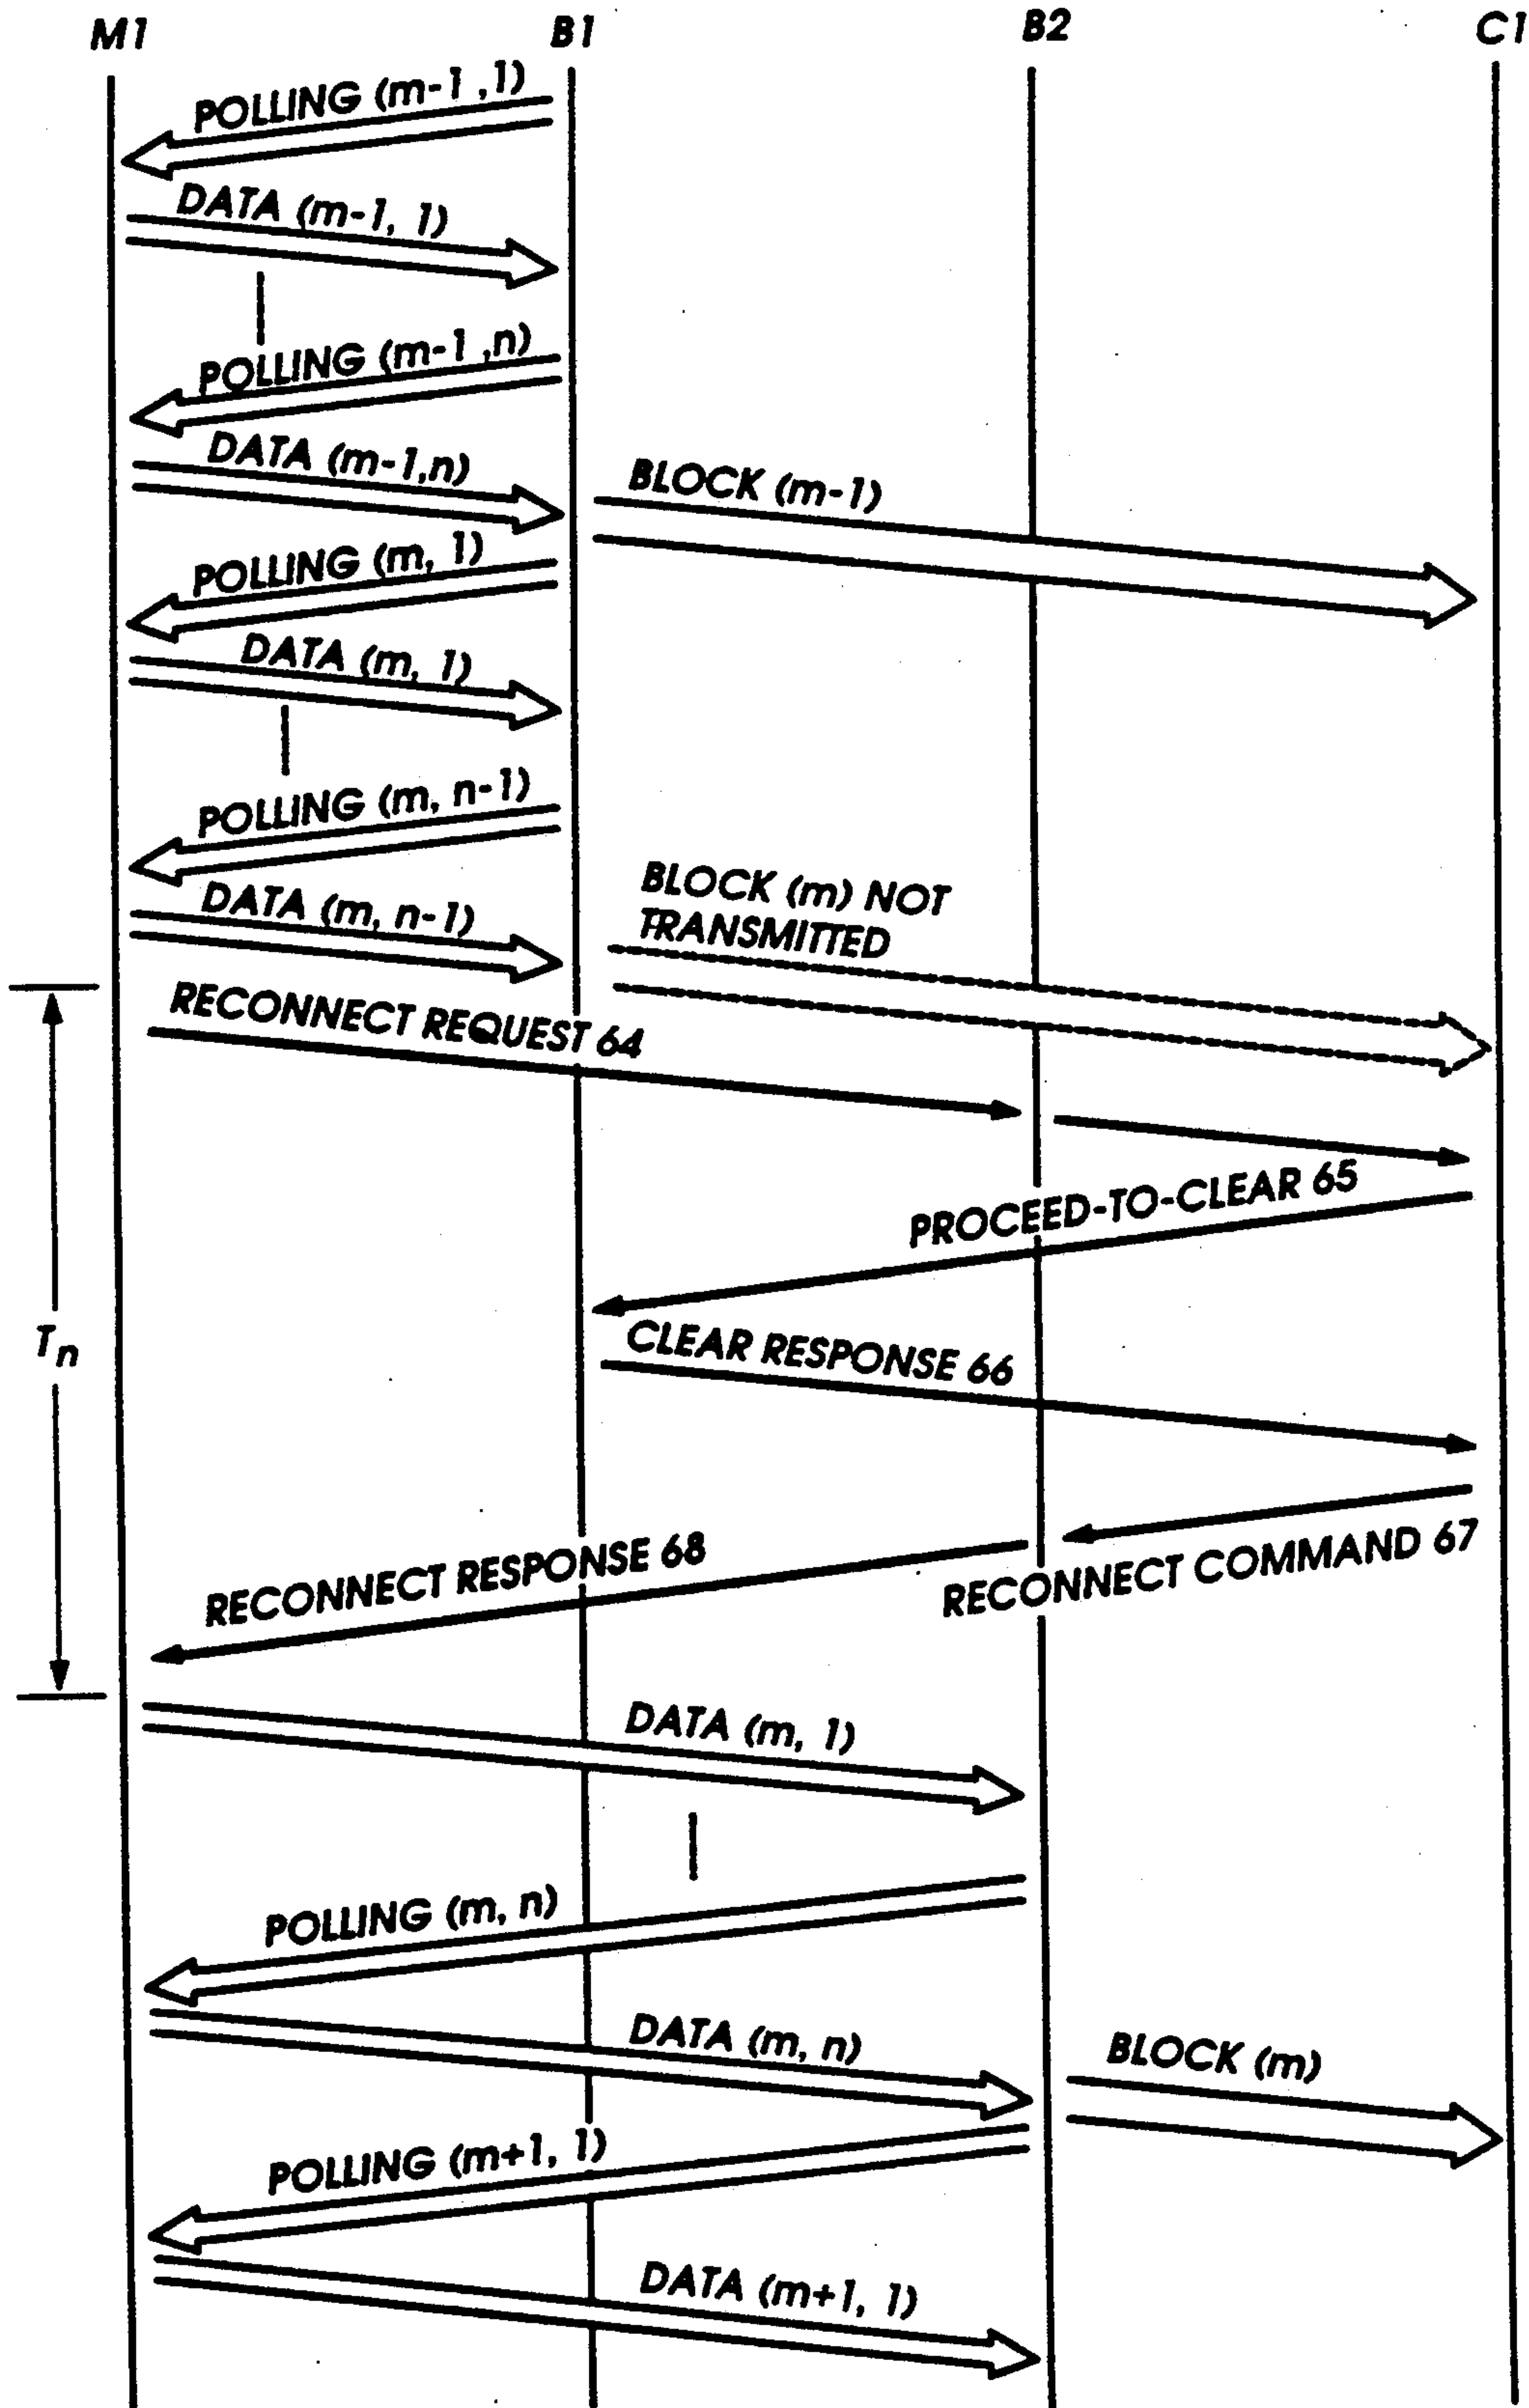 M1 B1 B2 C1
POLLING (m-1 ,1)
DATA (m-1, 1)
POLLING (m-1 ,n)
DATA (m-1,n)
BLOCK (m-1)
POLLING (m, 1)
DATA (m, 1)
POLLING (m, n-1)
BLOCK (m) NOT
TRANSMITTED
DATA (m, n-1)
RECONNECT REQUEST 64
PROCEED-TO-CLEAR 65
Tn
CLEAR RESPONSE 66
RECONNECT RESPONSE 68
RECONNECT COMMAND 67
DATA (m, 1)
POLLING (m, n)
DATA (m, n)
BLOCK (m)
POLLING (m+1, 1)
DATA (m+1, 1)